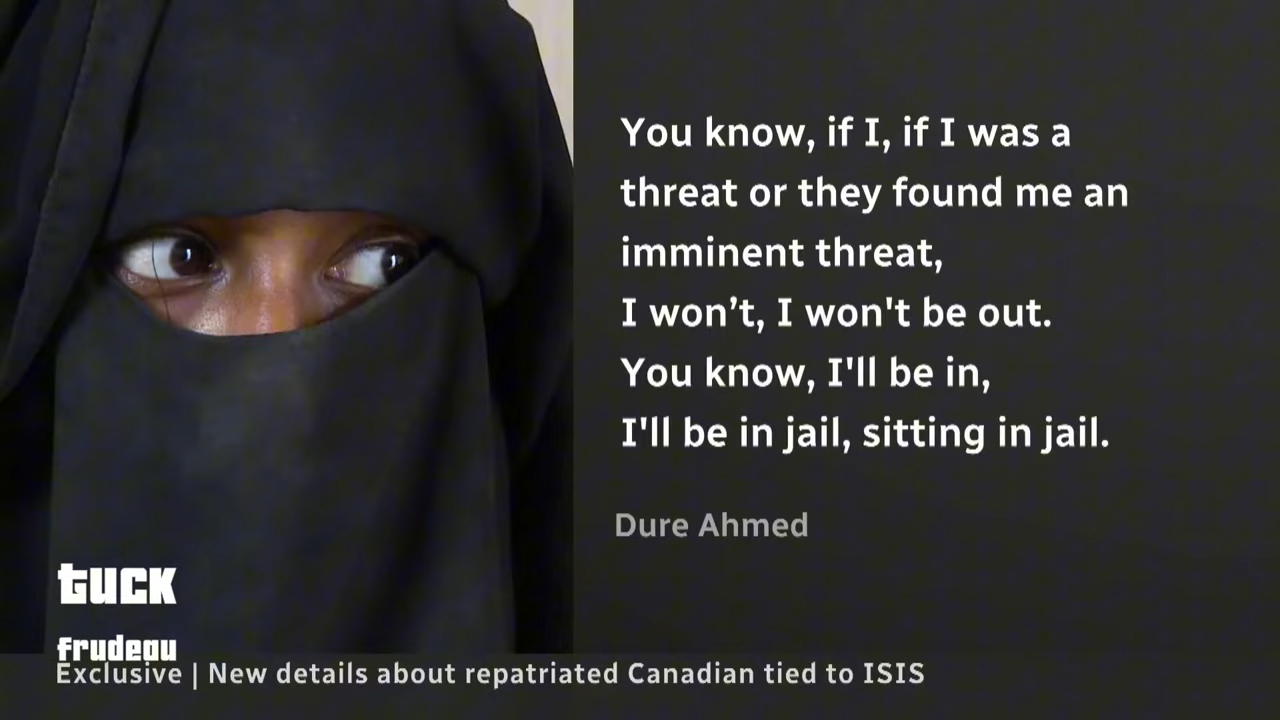 You know, if I, if I was a
threat or they found me an
imminent threat,
I won’t, I won't be out.
You know, I'll be in,
I'll be in jail, sitting in jail.
Dure Ahmed
tuck
frudeau
Exclusive | New details about repatriated Canadian tied to ISIS